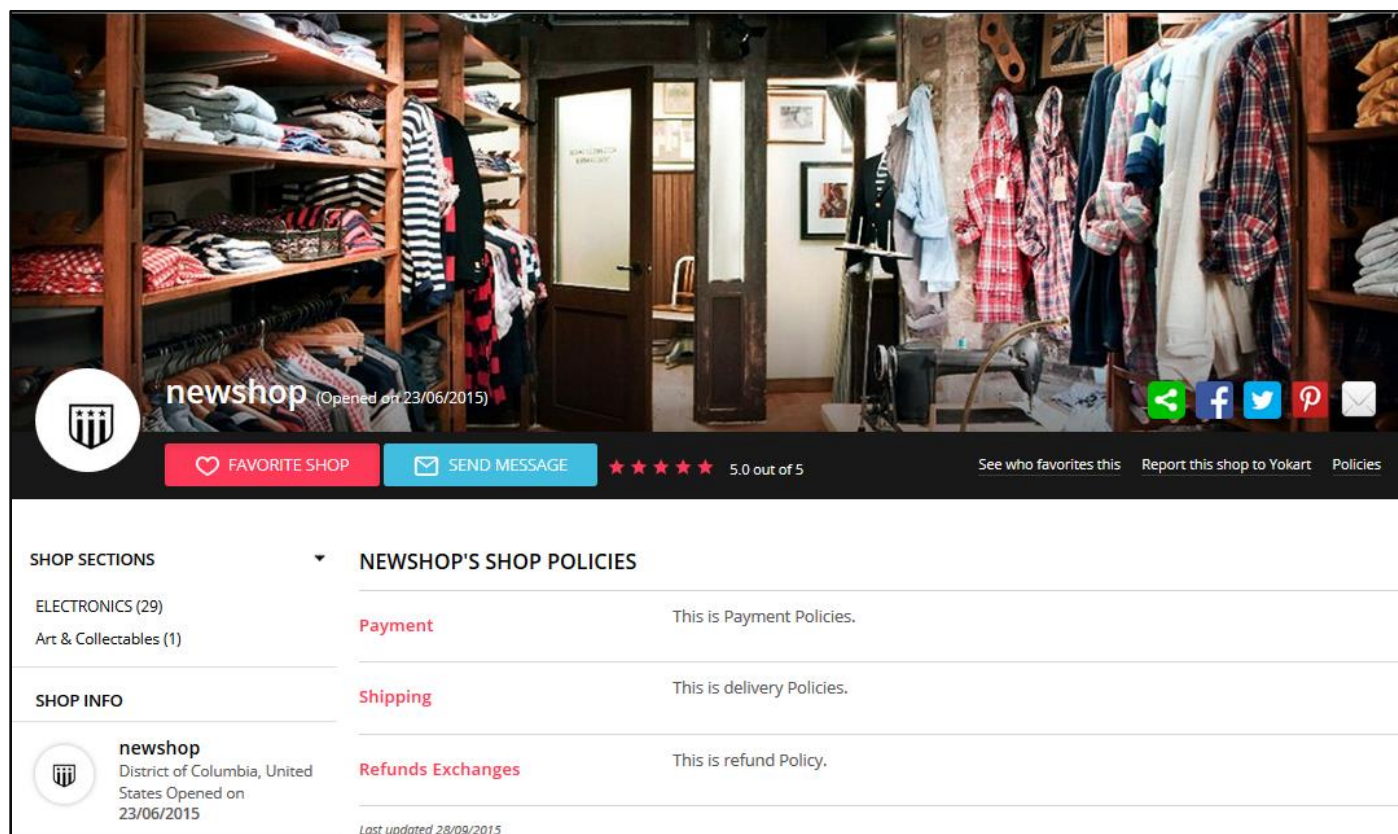 newshop (Opened on 23/06/2015)
FAVORITE SHOP
SEND MESSAGE
5.0 out of 5
See who favorites this
Report this shop to Yokart
Policies
SHOP SECTIONS
ELECTRONICS (29)
Art & Collectables (1)
SHOP INFO
newshop
District of Columbia, United
States Opened on
23/06/2015
NEWSHOP'S SHOP POLICIES
Payment
This is Payment Policies.
Shipping
This is delivery Policies.
Refunds Exchanges
This is refund Policy.
Last updated 28/09/2015